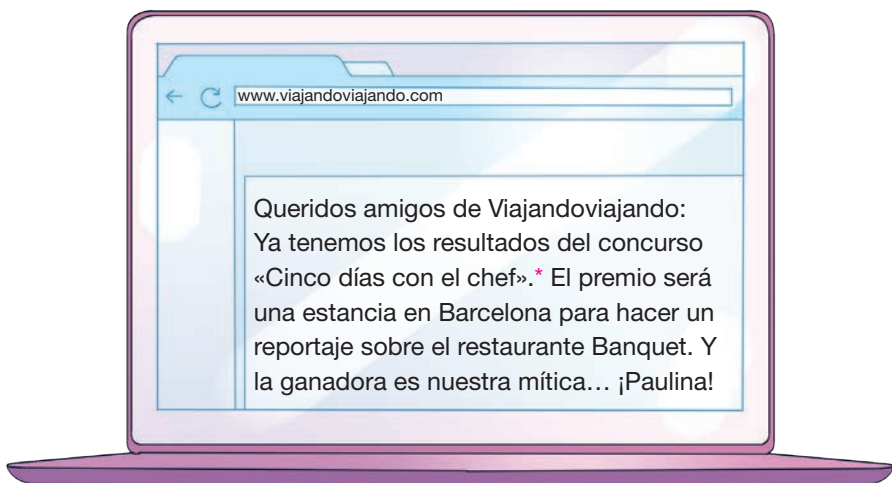 www.viajandoviajando.com
Queridos amigos de Viajandoviajando:
Ya tenemos los resultados del concurso
«Cinco días con el chef».* El premio será
una estancia en Barcelona para hacer un
reportaje sobre el restaurante Banquet. Y
la ganadora es nuestra mítica… ¡Paulina!